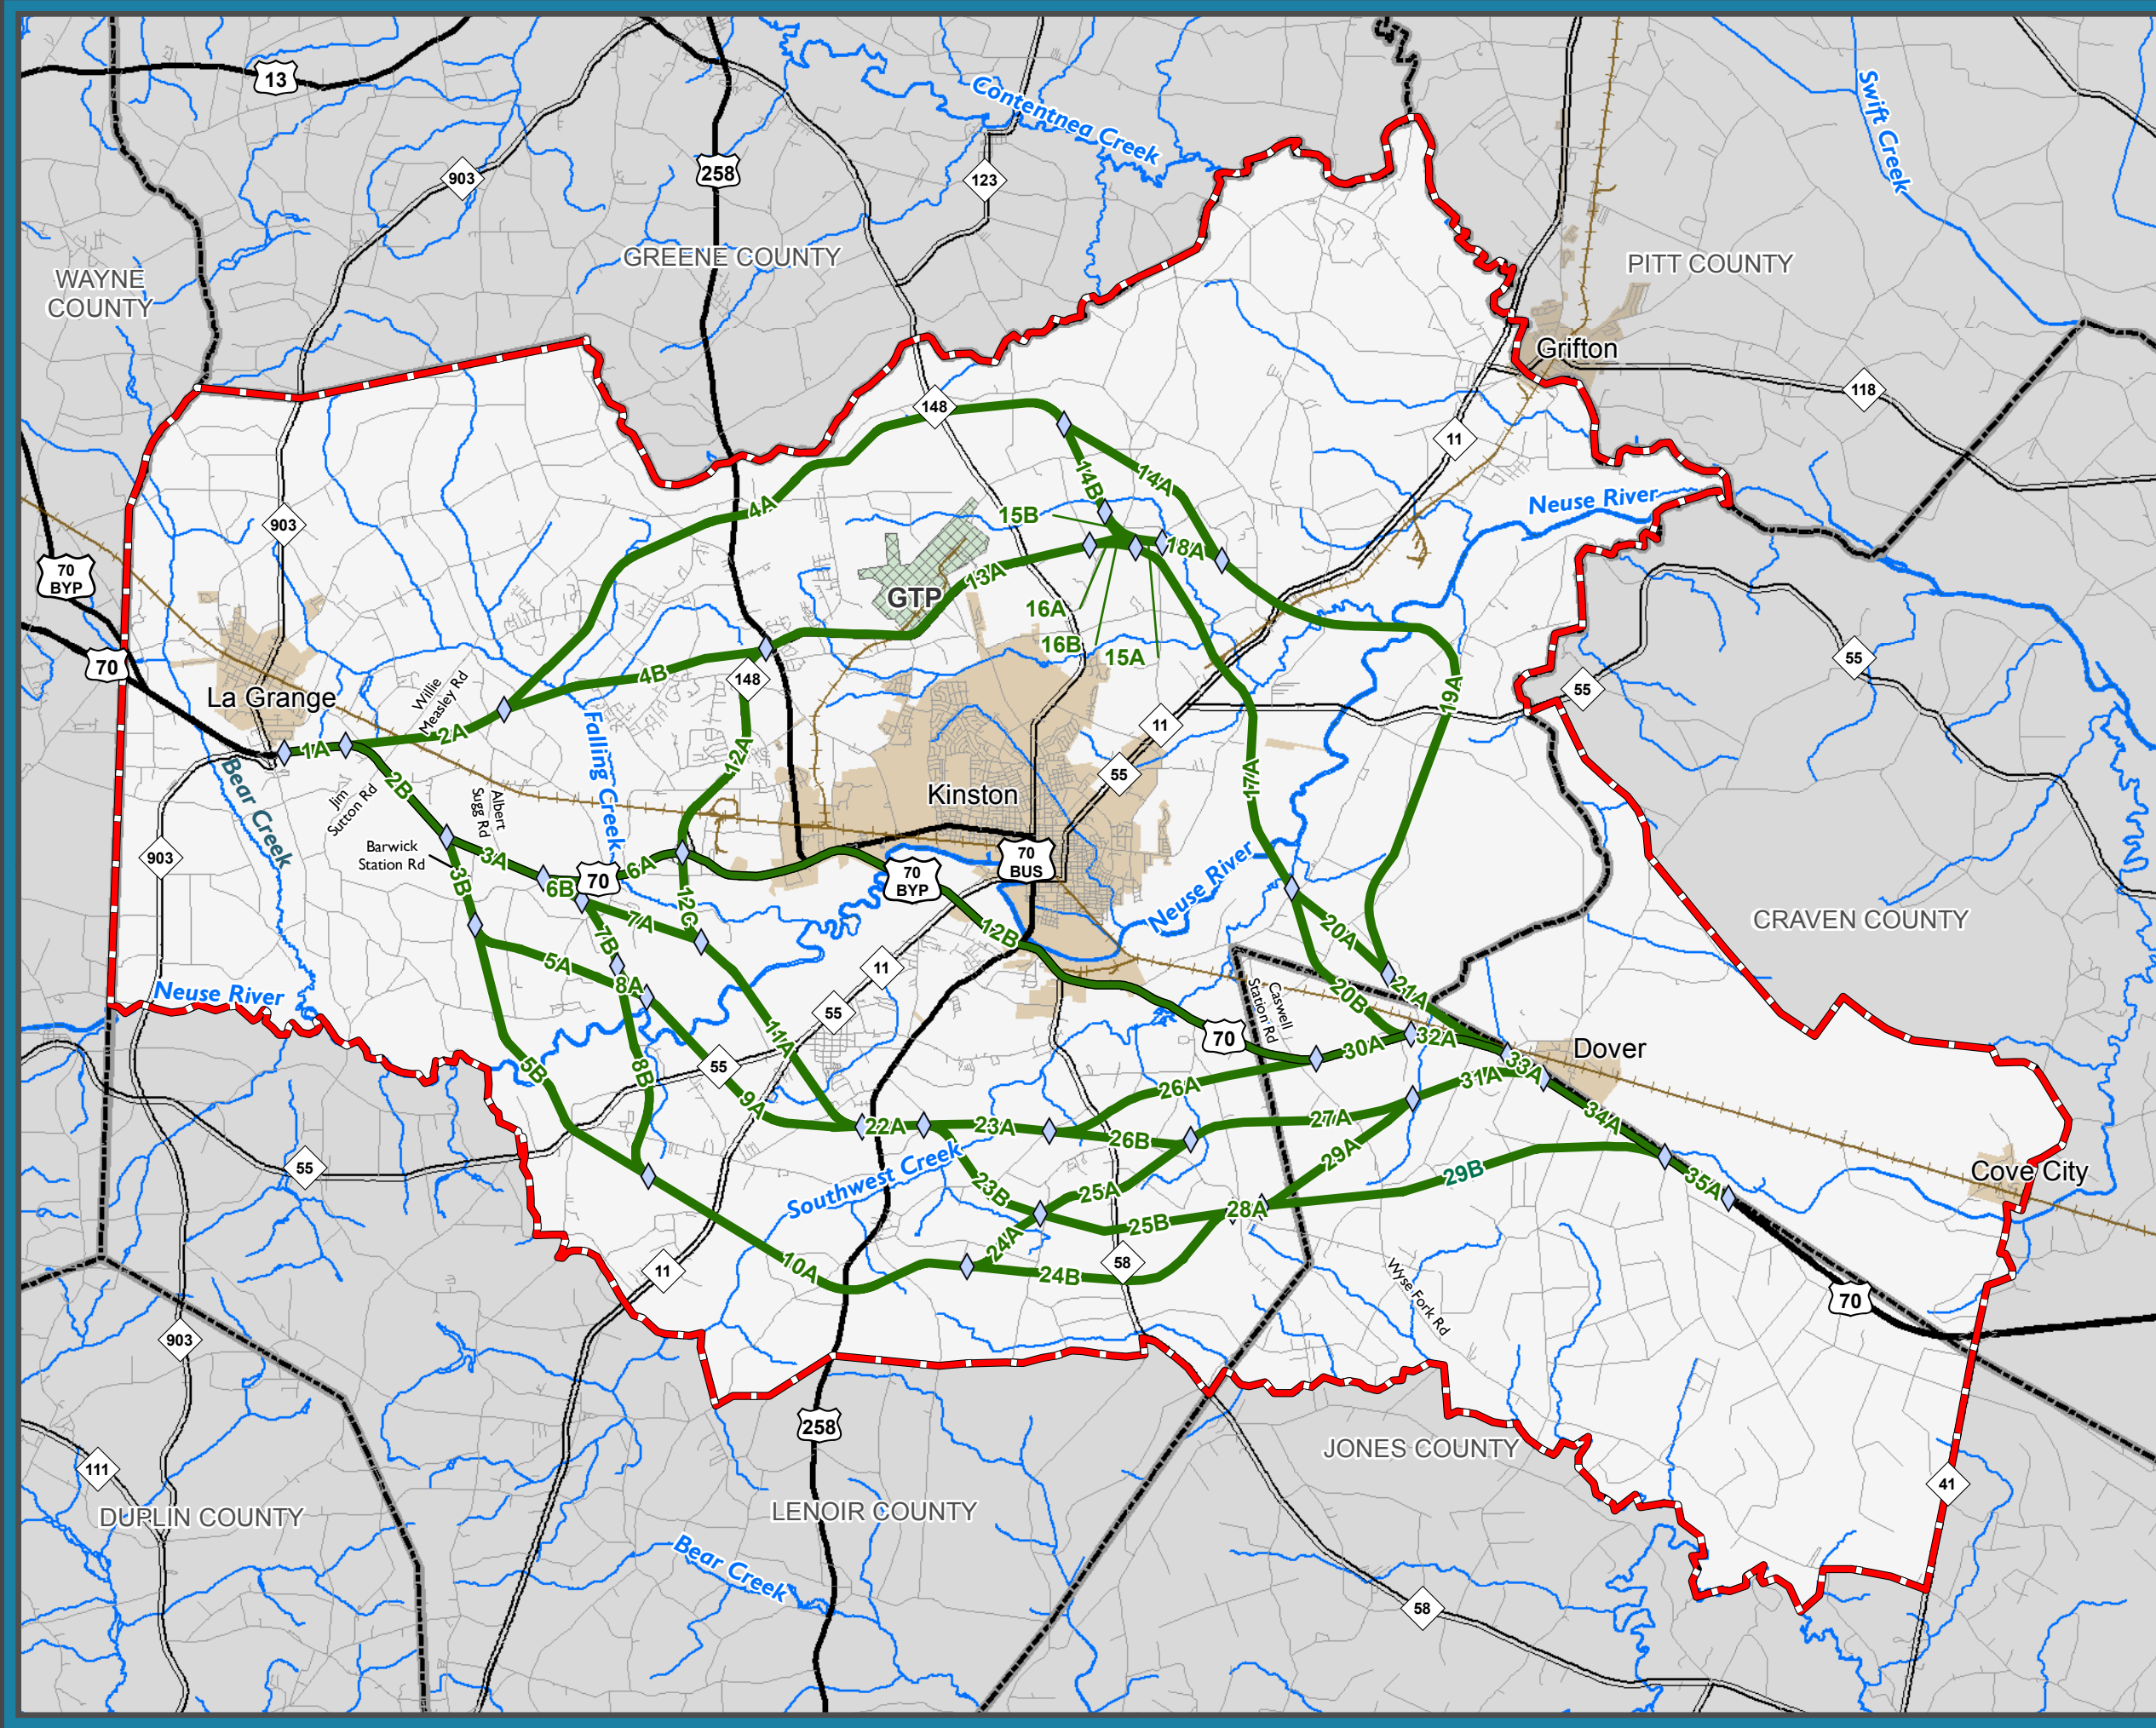 13
Contentnea Creek
Swift Creek
903
258
123
GREENE COUNTY
PITT COUNTY
WAYNE
COUNTY
Grifton
118
148
11
4A
14B
14A
Neuse River
903
15B
18A
70
BYP
13A
GTP
16A
16B
15A
55
55
70
La Grange
Willie
Measley Rd
4B
148
19A
2A
1A
Falling Creek
11
12A
17A
2B
55
Bear Creek
Jim
Sutton Rd
Albert
Sugg Rd
Kinston
Barwick
Station Rd
903
3A
3B
6B
70
6A
70
BYP
70
BUS
Neuse River
CRAVEN COUNTY
12C
7A
7B
12B
20A
5A
11
8A
Neuse River
20B
21A
Caswell
Station Rd
55
11A
70
30A
32A
Dover
55
5B
8B
33A
31A
26A
9A
34A
22A
23A
26B
27A
55
Southwest Creek
29A
29B
Cove City
23B
25A
35A
28A
25B
24A
10A
11
24B
58
Wyse Fork Rd
70
903
258
JONES COUNTY
111
41
DUPLIN COUNTY
LENOIR COUNTY
Bear Creek
58